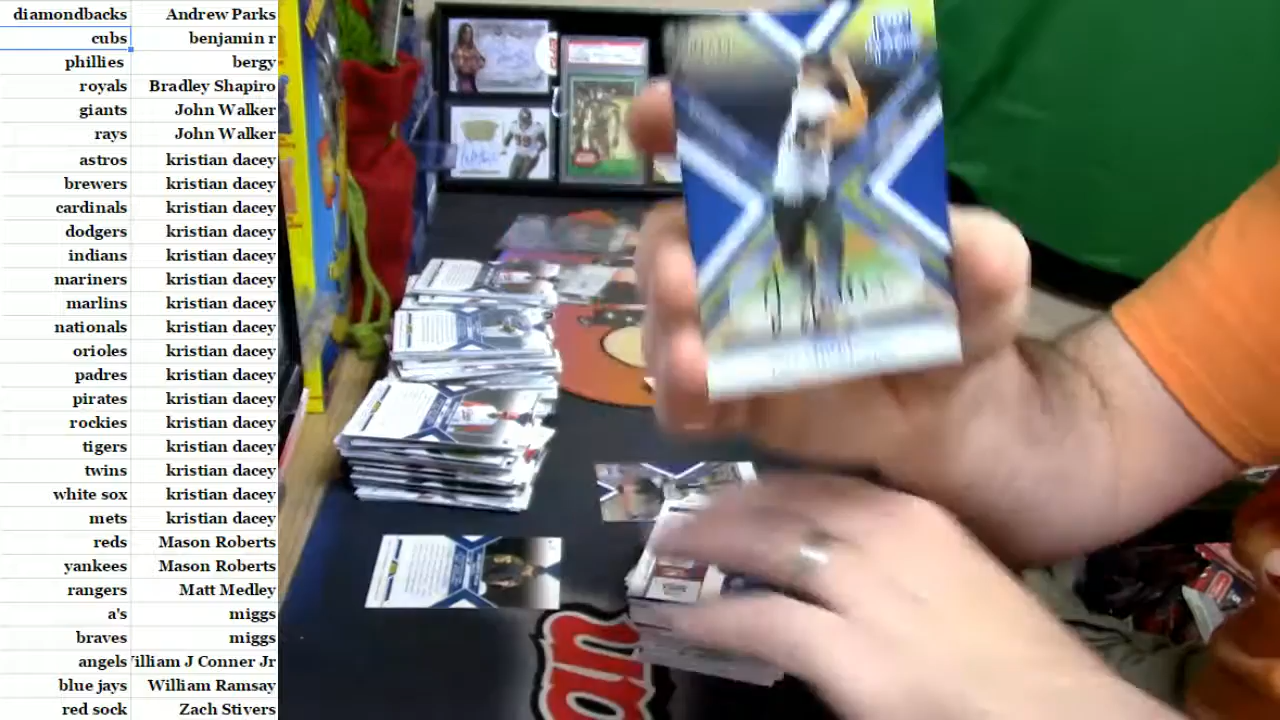 diamondbacks Andrew Parks
cubs benjamin r
phillies bergy
royals Bradley Shapiro
giants John Walker
rays John Walker
astros kristian dacey
brewers kristian dacey
cardinals kristian dacey
dodgers kristian dacey
indians kristian dacey
mariners kristian dacey
marlins kristian dacey
nationals kristian dacey
orioles kristian dacey
padres kristian dacey
pirates kristian dacey
rockies kristian dacey
tigers kristian dacey
twins kristian dacey
white sox kristian dacey
mets kristian dacey
reds Mason Roberts
yankees Mason Roberts
rangers Matt Medley
a's miggs
braves miggs
angels illiam J Conner Jr
blue jays William Ramsay
red sock Zach Stivers